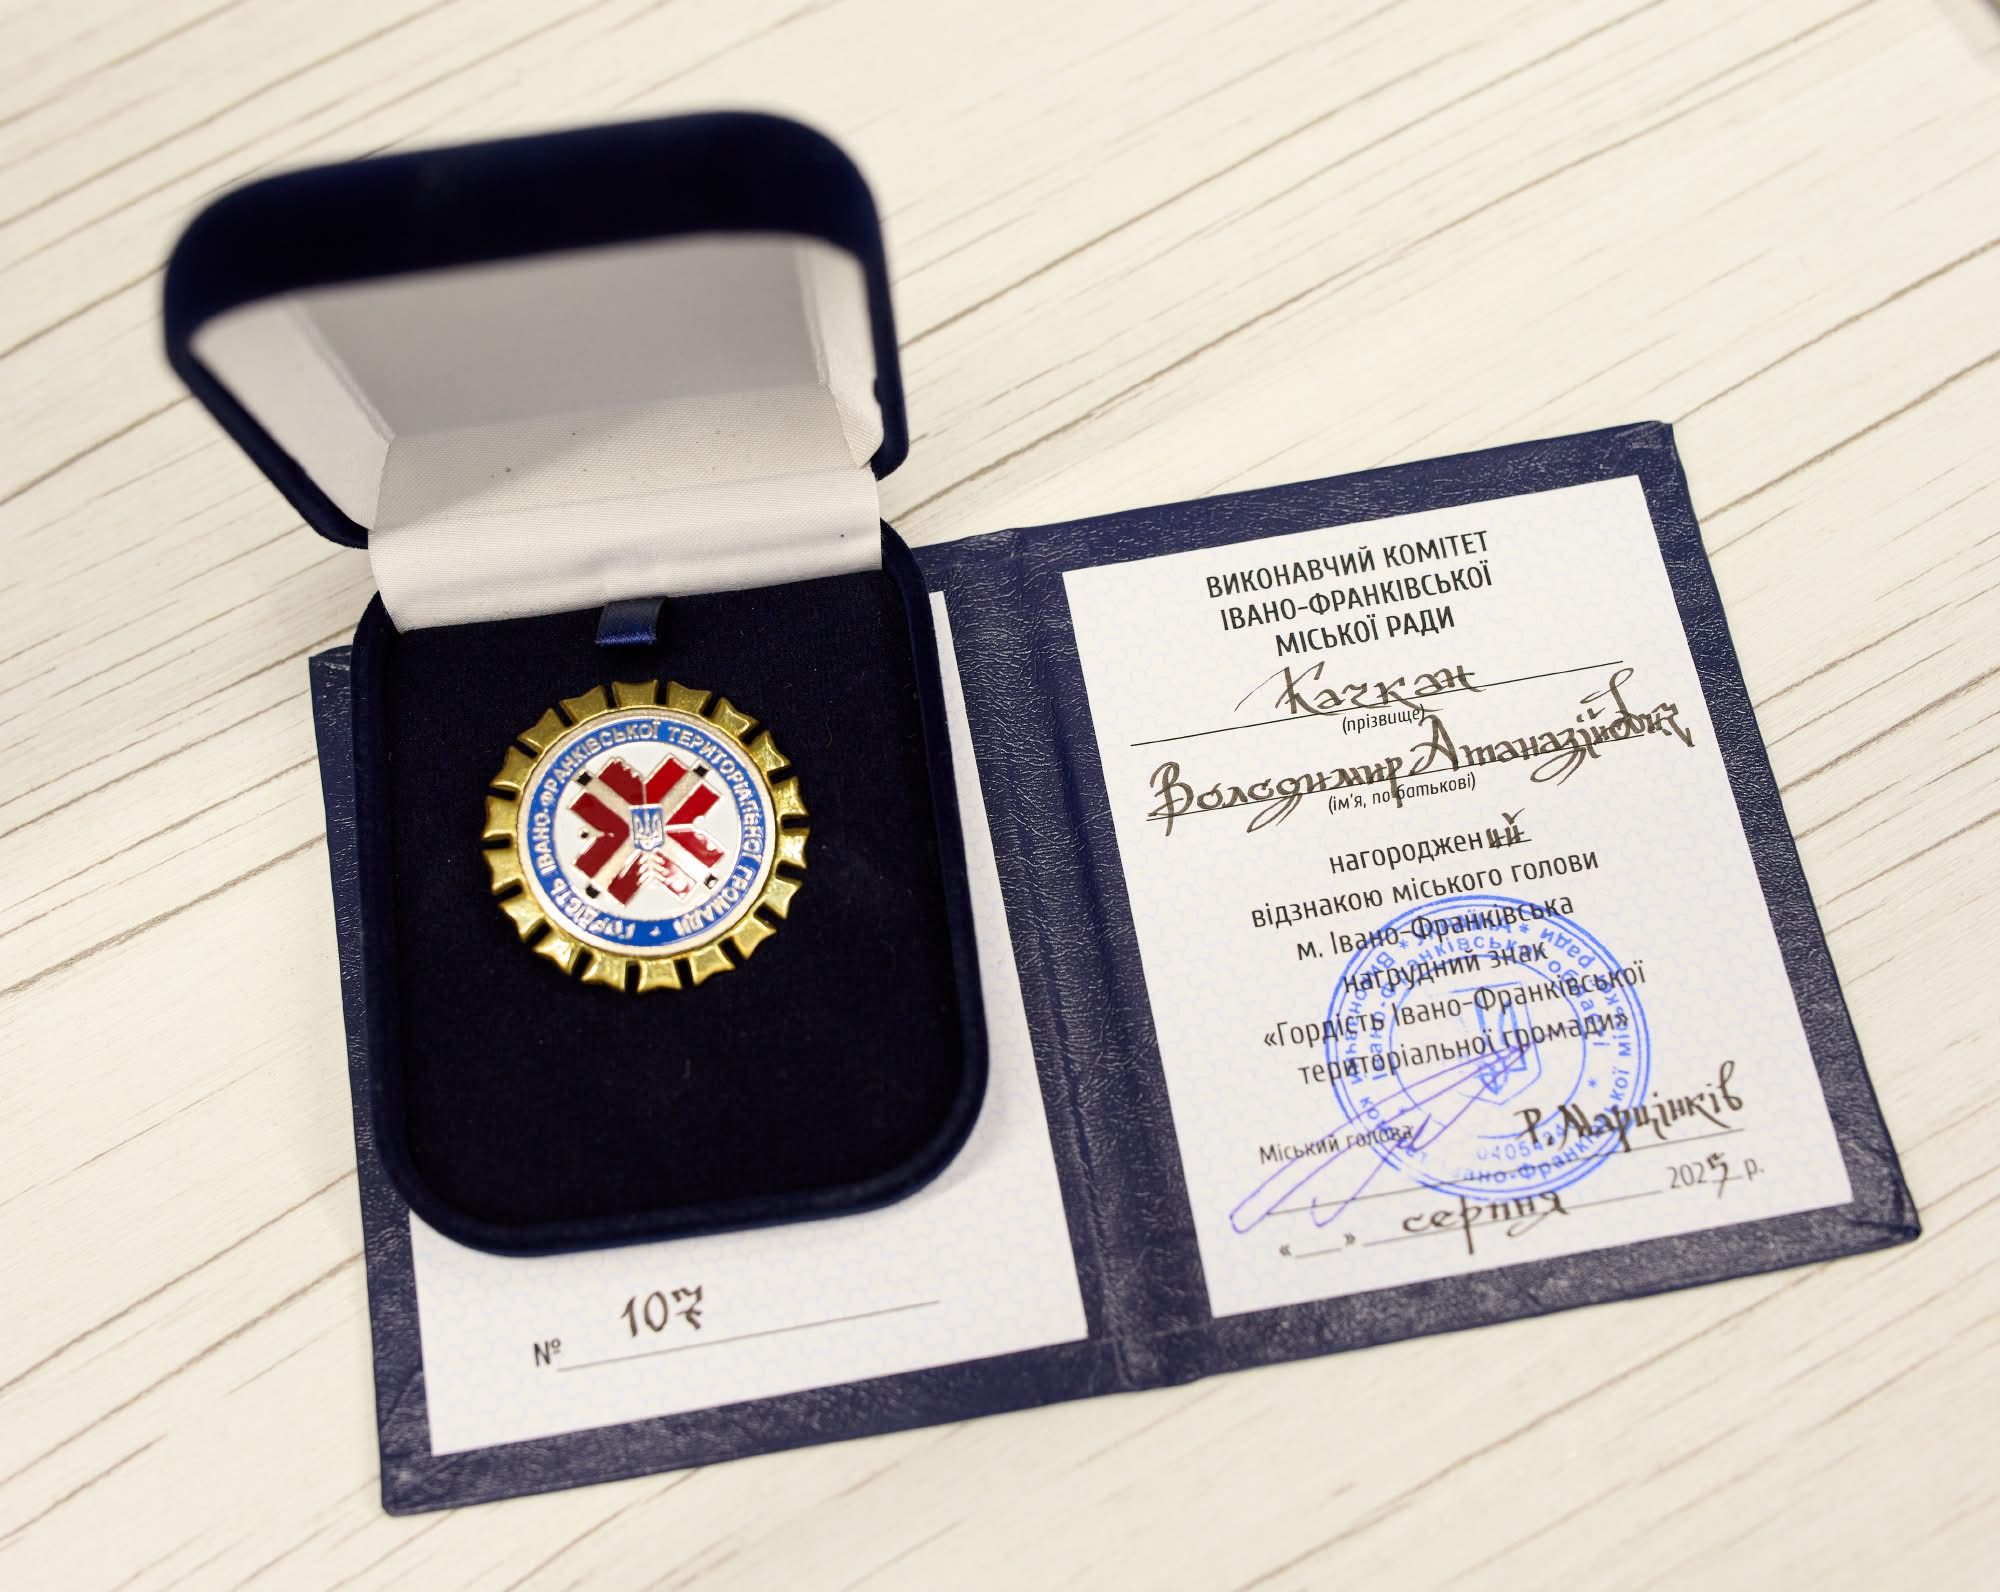 ГОРДІСТЬ ІВАНО-ФРАНКІВСЬКОЇ ТЕРИТОРІАЛЬНОЇ ГРОМАДИ
№ 107
ВИКОНАВЧИЙ КОМІТЕТ
ІВАНО-ФРАНКІВСЬКОЇ
МІСЬКОЇ РАДИ
Качкан
(прізвище)
Володимир Атаназійович
(ім'я, по батькові)
нагороджений
відзнакою міського голови
м. Івано-Франківська
нагрудний знак
«Гордість Івано-Франківської
територіальної громади»
Міський голова Р. Марцінків
«__» серпня 2025 р.